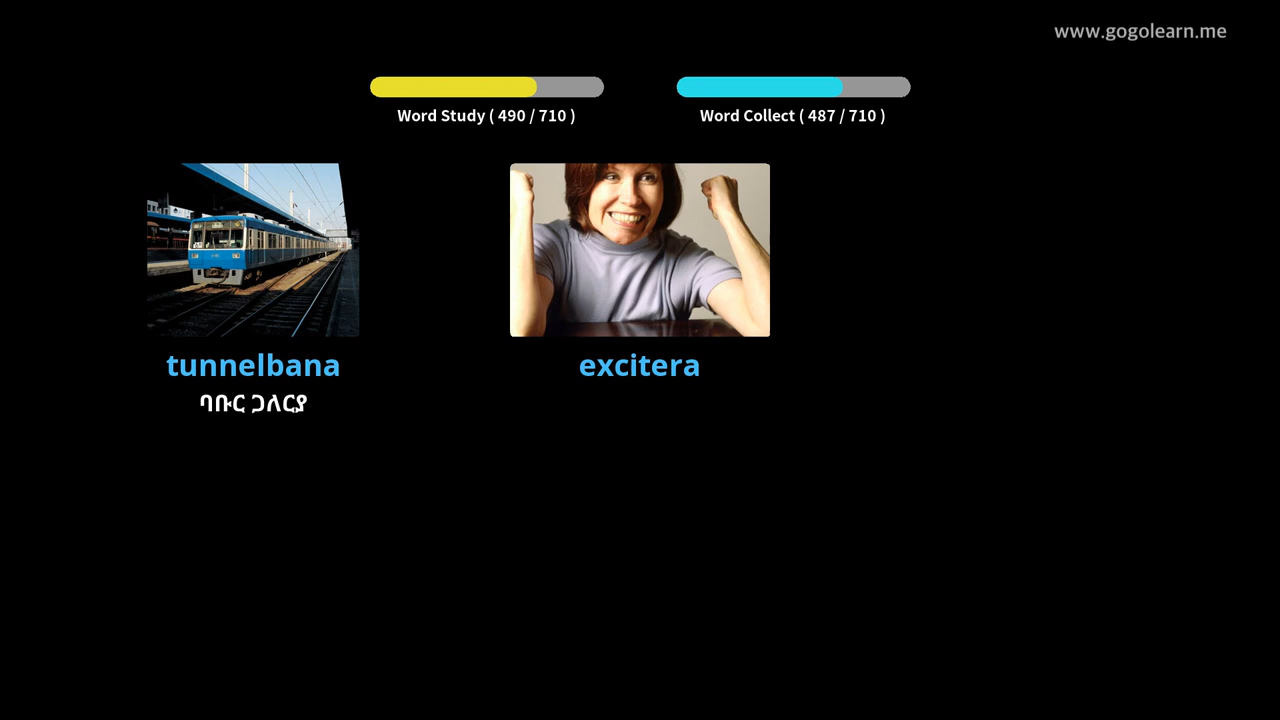 www.gogolearn.me
Word Study ( 490 / 710 )
Word Collect ( 487 / 710 )
tunnelbana
ባቡር ጋለርያ
excitera